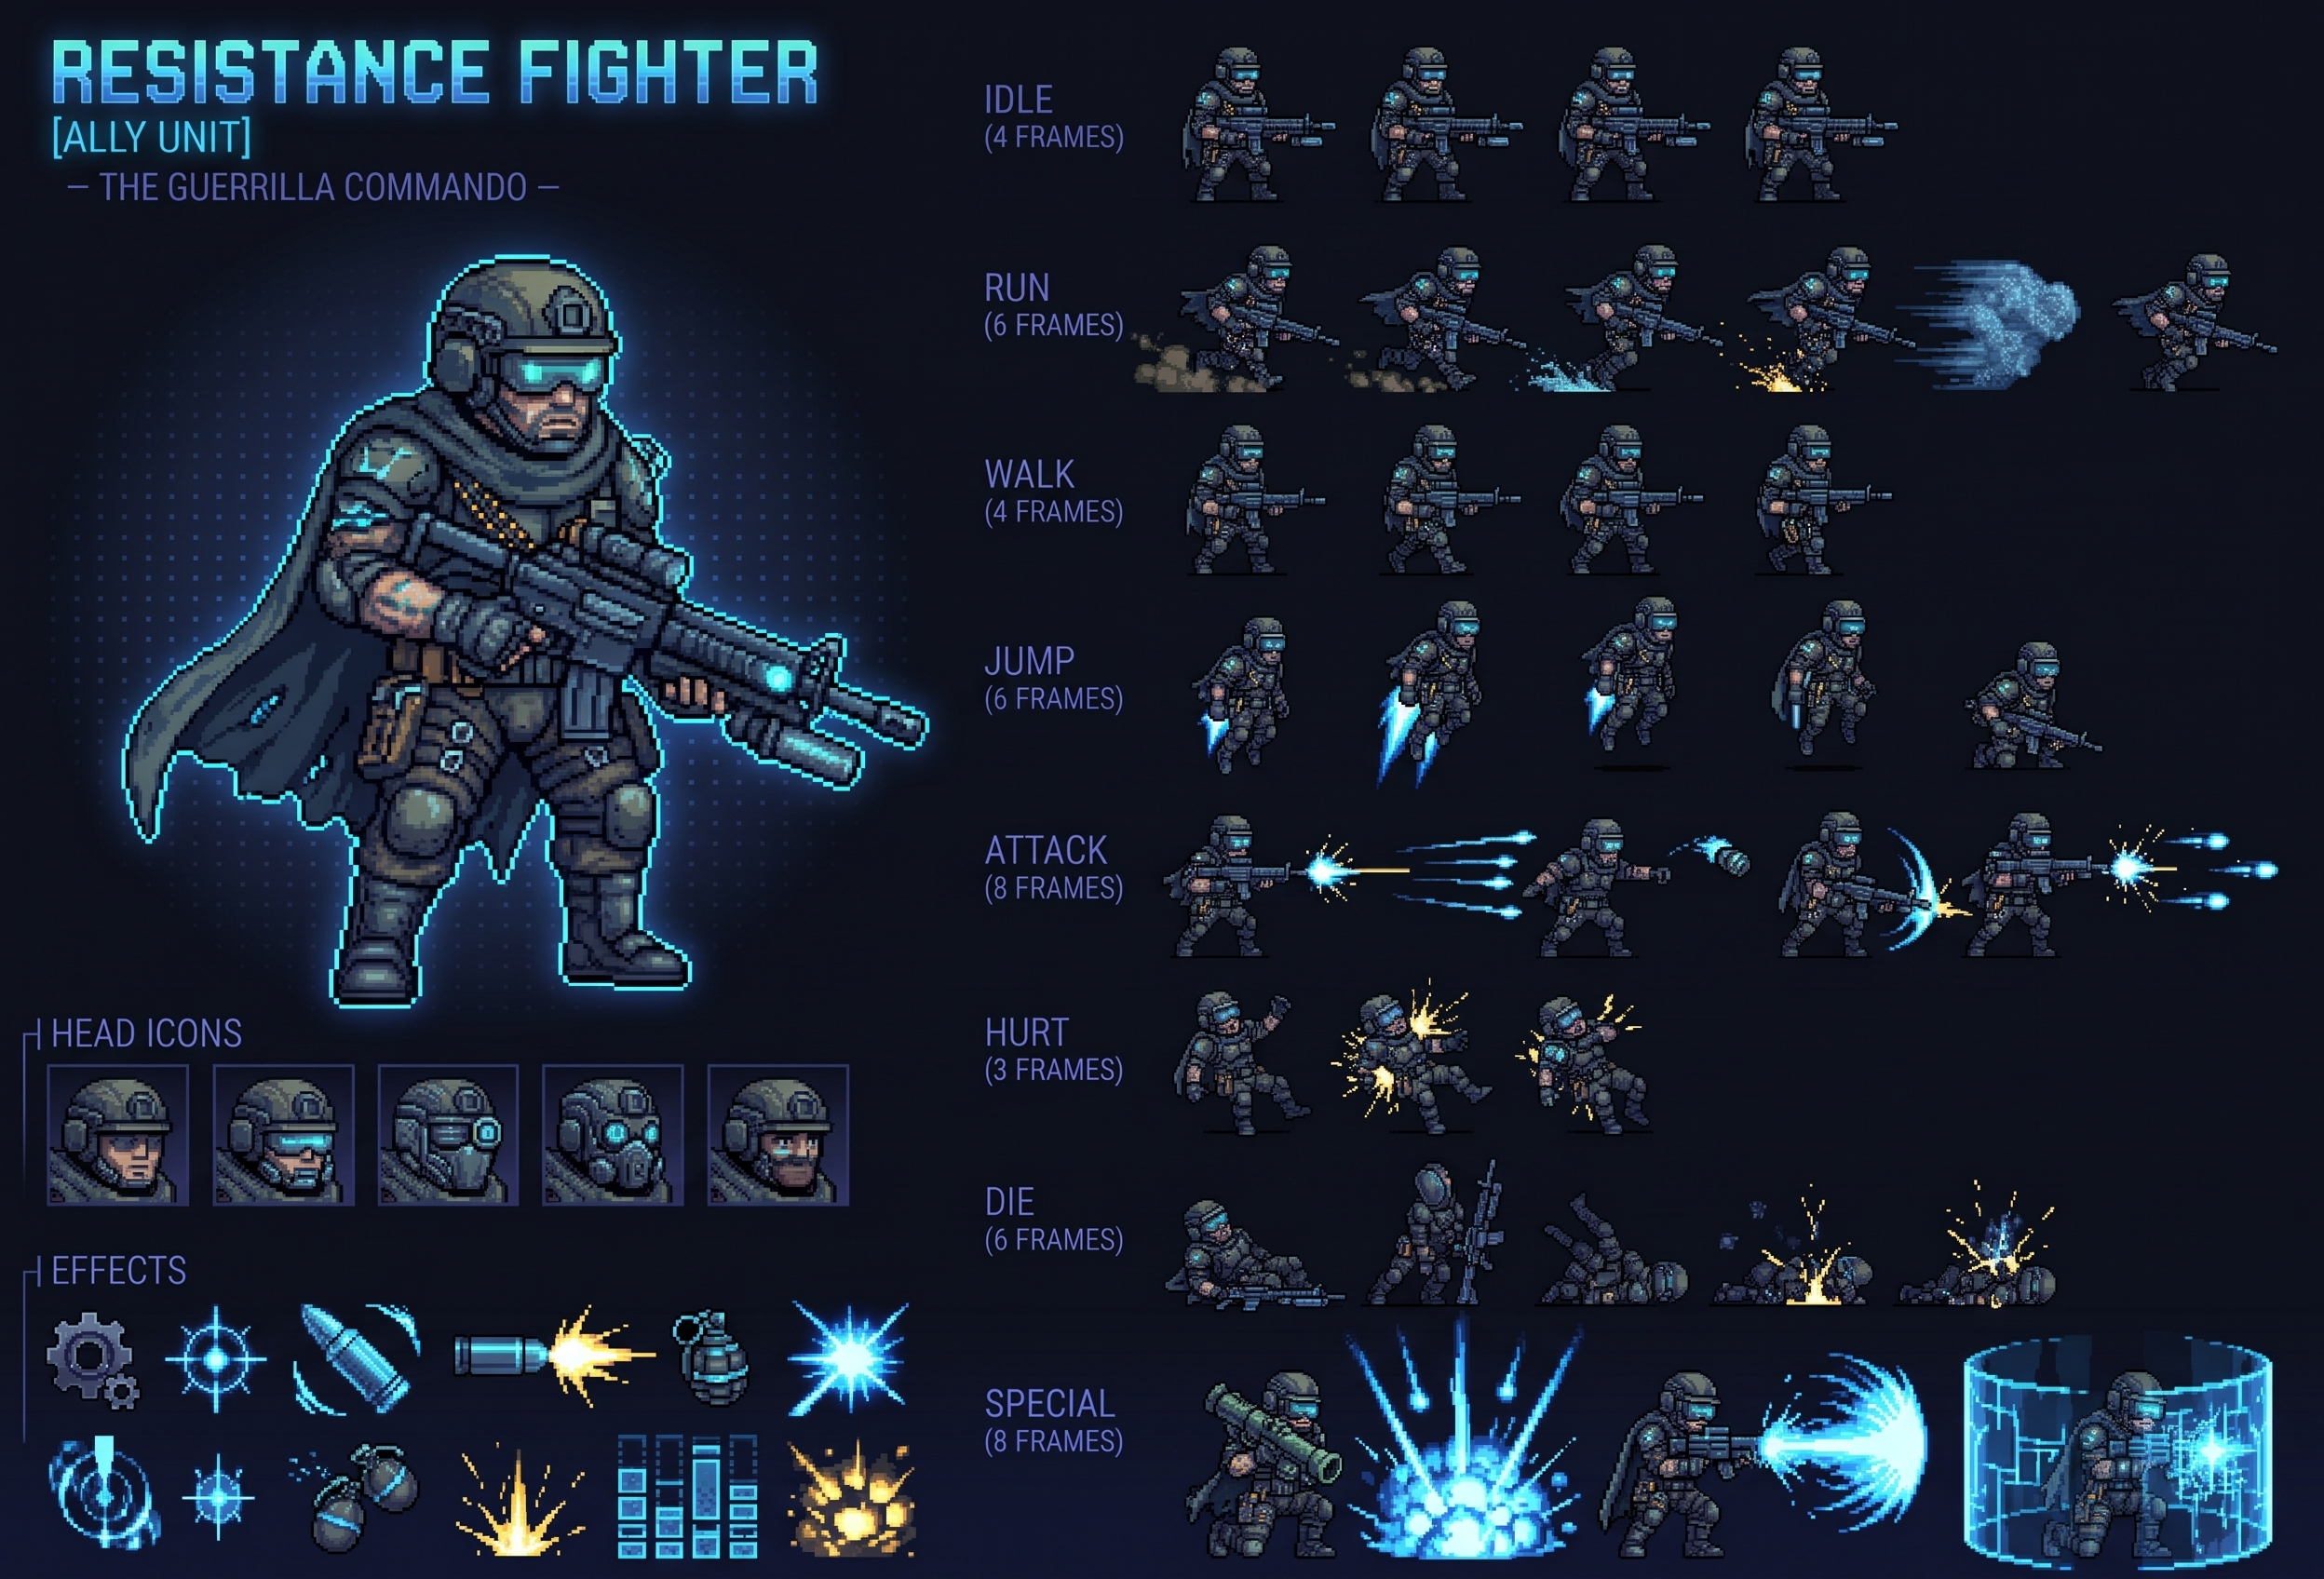 RESISTANCE FIGHTER
[ALLY UNIT]
— THE GUERRILLA COMMANDO —
HEAD ICONS
EFFECTS
IDLE
(4 FRAMES)
RUN
(6 FRAMES)
WALK
(4 FRAMES)
JUMP
(6 FRAMES)
ATTACK
(8 FRAMES)
HURT
(3 FRAMES)
DIE
(6 FRAMES)
SPECIAL
(8 FRAMES)